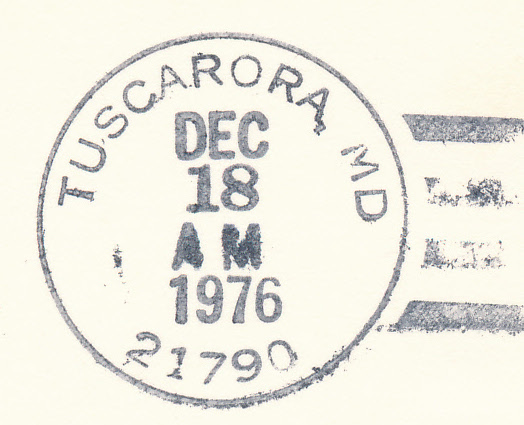 TUSCARORA, MD
DEC
18
AM
1976
21790